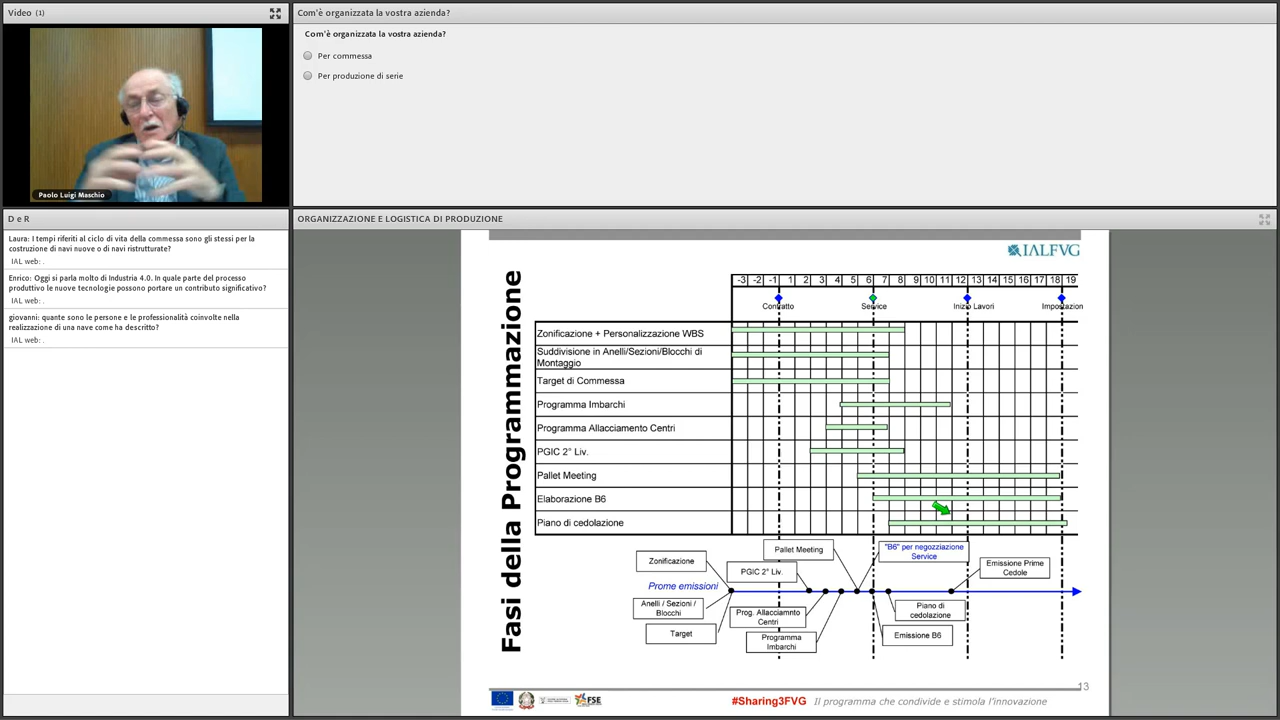 Video (1)
Paolo Luigi Maschio
Com'è organizzata la vostra azienda?
Com'è organizzata la vostra azienda?
Per commessa
Per produzione di serie
D e R
Laura: I tempi riferiti al ciclo di vita della commessa sono gli stessi per la
costruzione di navi nuove o di navi ristrutturate?
IAL web: .
Enrico: Oggi si parla molto di Industria 4.0. In quale parte del processo
produttivo le nuove tecnologie possono portare un contributo significativo?
IAL web: .
giovanni: quante sono le persone e le professionalità coinvolte nella
realizzazione di una nave come ha descritto?
IAL web: .
ORGANIZZAZIONE E LOGISTICA DI PRODUZIONE
IALFVG
Fasi della Programmazione
-3 -2 -1 1 2 3 4 5 6 7 8 9 10 11 12 13 14 15 16 17 18 19
Contratto Service Inizio Lavori Impostazion
Zonificazione + Personalizzazione WBS
Suddivisione in Anelli/Sezioni/Blocchi di
Montaggio
Target di Commessa
Programma Imbarchi
Programma Allacciamento Centri
PGIC 2° Liv.
Pallet Meeting
Elaborazione B6
Piano di cedolazione
Pallet Meeting
"B6" per negozziazione
Service
Zonificazione
PGIC 2° Liv.
Emissione Prime
Cedole
Prome emissioni
Anelli / Sezioni /
Blocchi
Prog. Allacciamnto
Centri
Piano di
cedolazione
Target
Programma
Imbarchi
Emissione B6
13
FSE
#Sharing3FVG Il programma che condivide e stimola l'innovazione